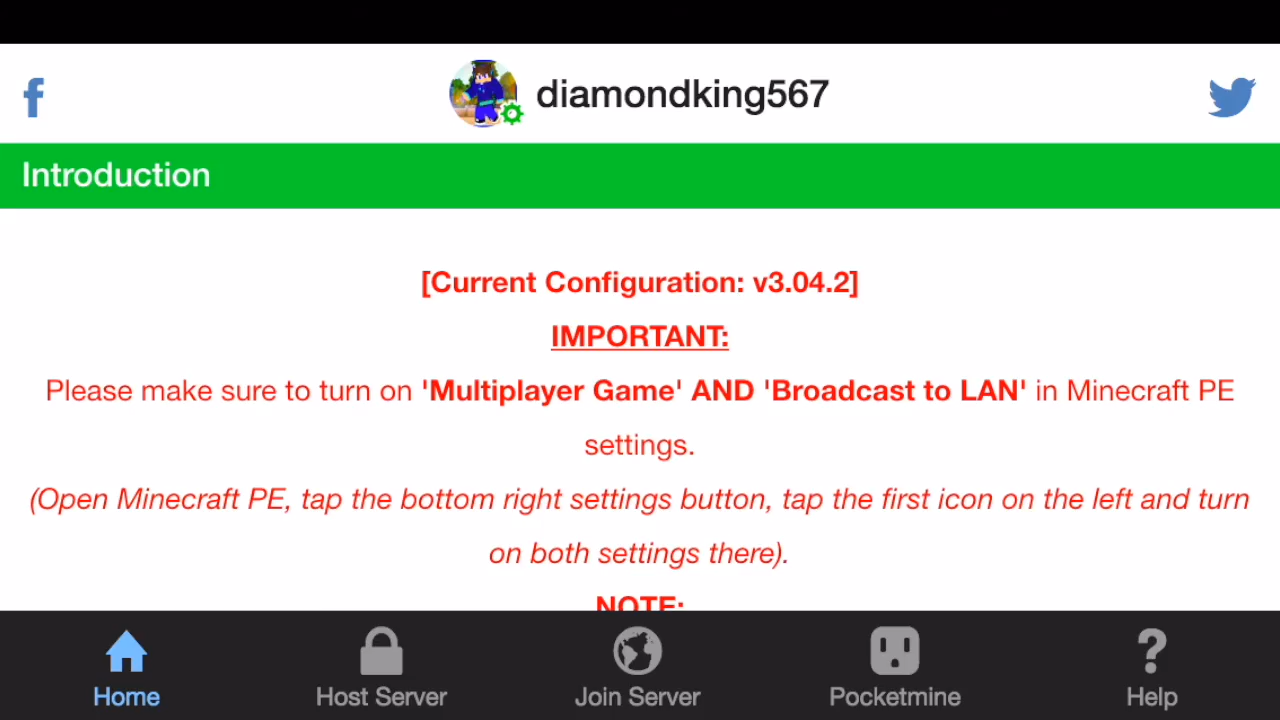 diamondking567
Introduction
[Current Configuration: v3.04.2]
IMPORTANT:
Please make sure to turn on 'Multiplayer Game' AND 'Broadcast to LAN' in Minecraft PE
settings.
(Open Minecraft PE, tap the bottom right settings button, tap the first icon on the left and turn
on both settings there).
NOTE:
Home
Host Server
Join Server
Pocketmine
Help